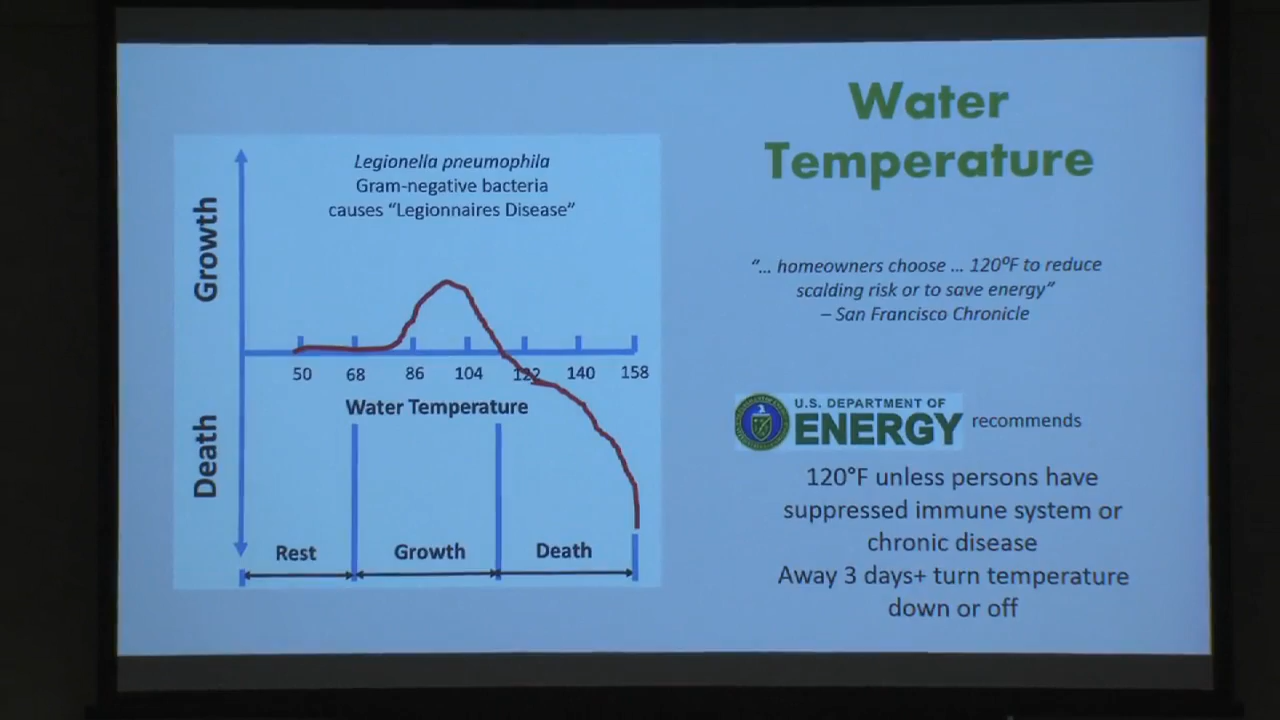 Water
Temperature
Legionella pneumophila
Gram-negative bacteria
causes “Legionnaires Disease”
Growth
Death
50 68 86 104 122 140 158
Water Temperature
Rest Growth Death
“... homeowners choose ... 120ºF to reduce
scalding risk or to save energy”
– San Francisco Chronicle
U.S. DEPARTMENT OF
ENERGY recommends
120°F unless persons have
suppressed immune system or
chronic disease
Away 3 days+ turn temperature
down or off